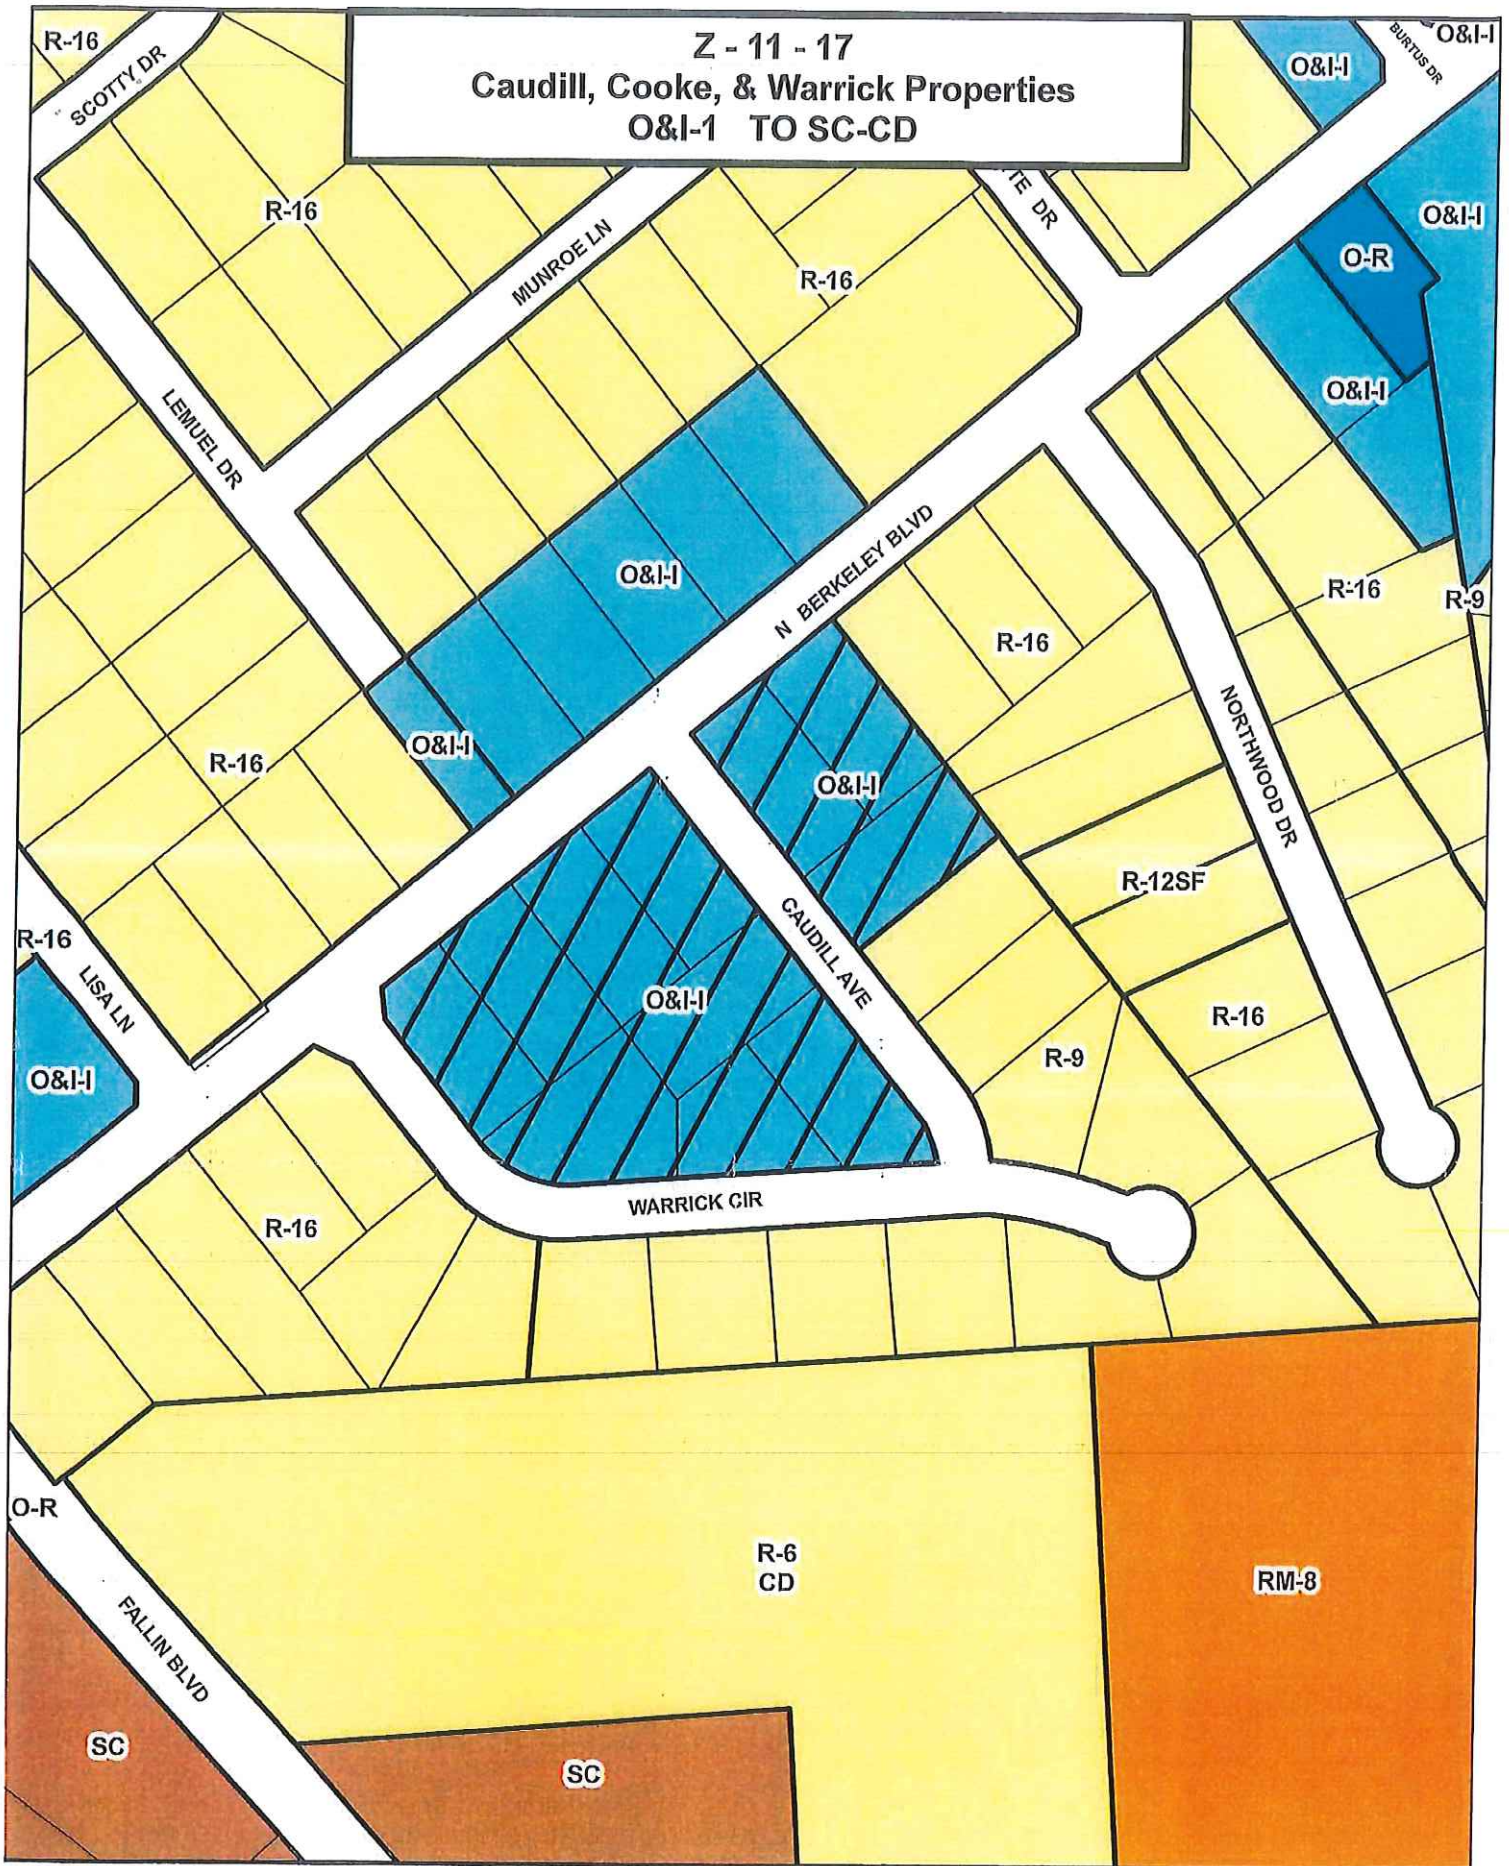 Z - 11 - 17
Caudill, Cooke, & Warrick Properties
O&I-1 TO SC-CD
R-16
SCOTTY DR
O&I-I
BURTUS DR
O&I-I
R-16
MUNROE LN
R-16
TE DR
O&I-I
O-R
O&I-I
LEMUEL DR
O&I-I
N BERKELEY BLVD
R-16
R-16
R-9
O&I-I
R-16
O&I-I
NORTHWOOD DR
R-12SF
R-16
LISA LN
O&I-I
O&I-I
CAUDILL AVE
R-9
R-16
R-16
WARRICK CIR
O-R
FALLIN BLVD
R-6
CD
RM-8
SC
SC